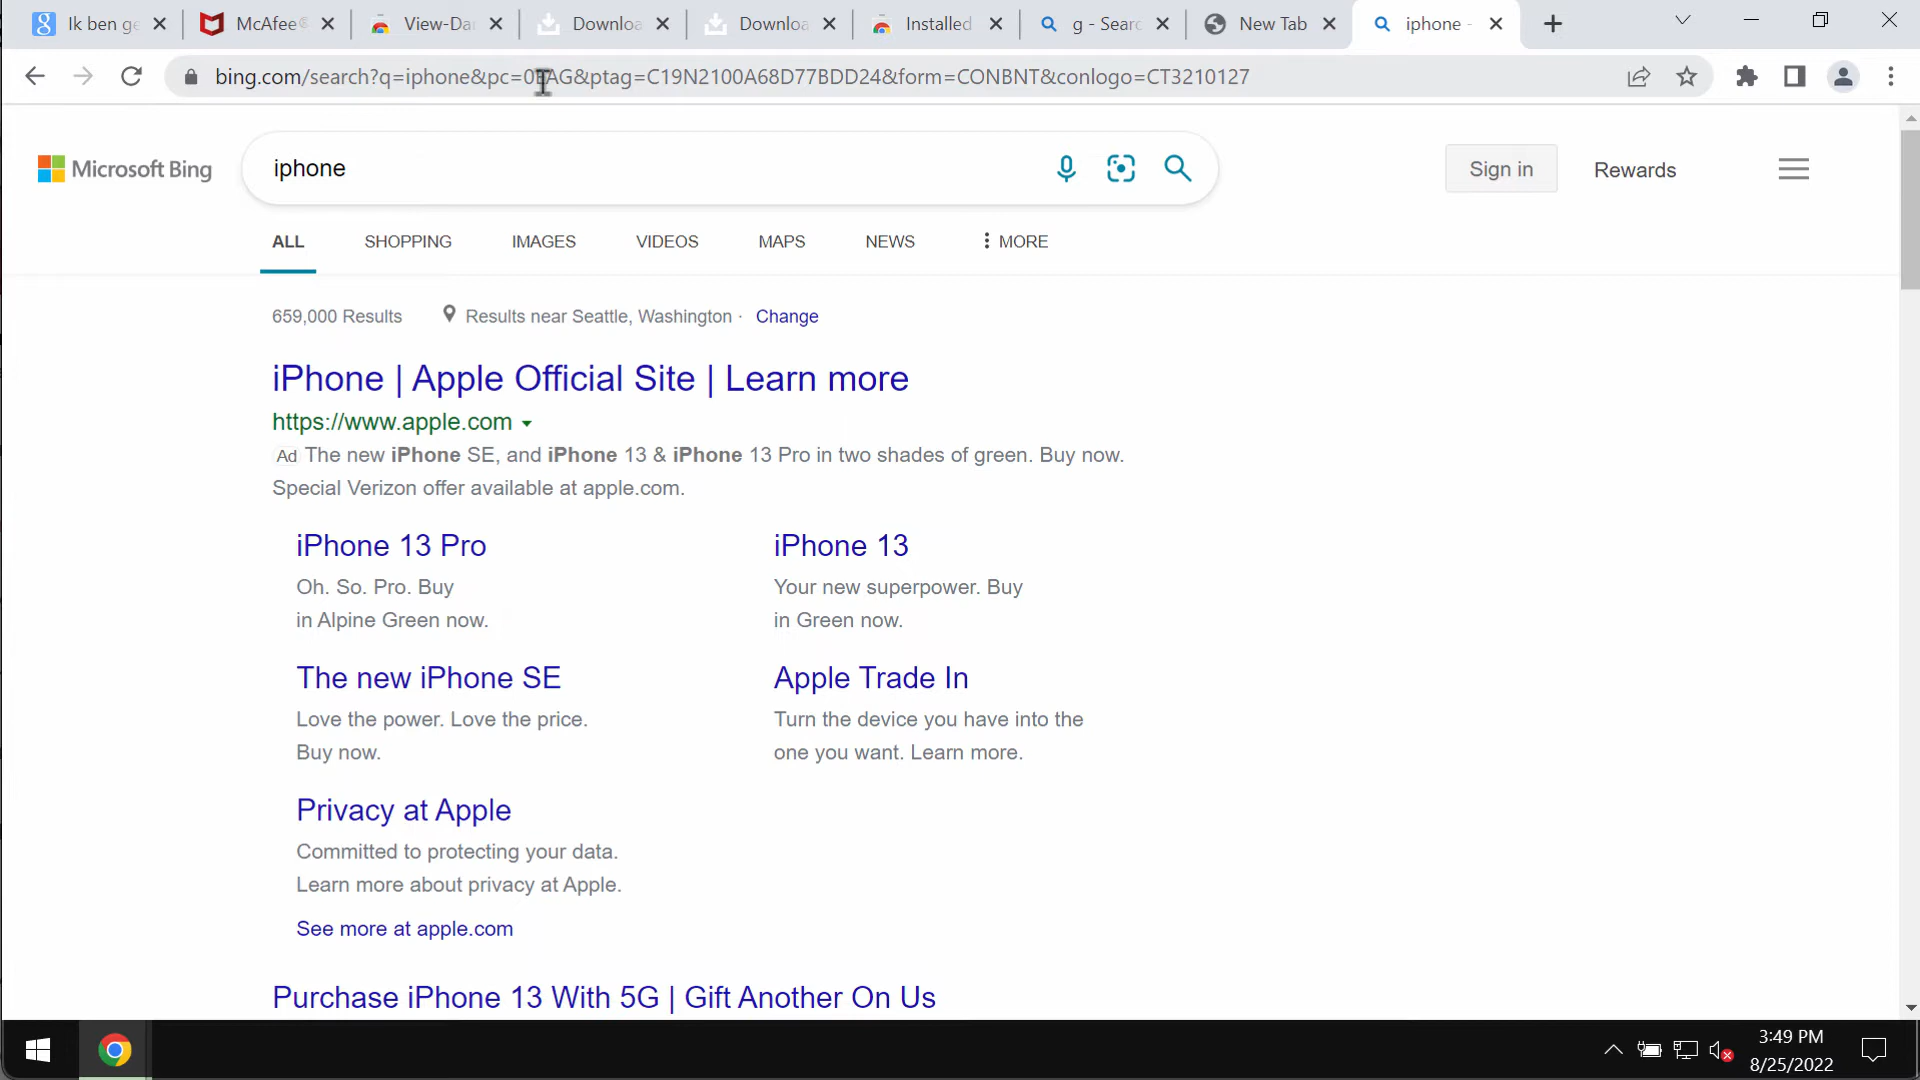 Ik ben ge
McAfee®
View-Dar
Downloa
Downloa
Installed
g - Searc
New Tab
iphone -
bing.com/search?q=iphone&pc=0TAG&ptag=C19N2100A68D77BDD24&form=CONBNT&conlogo=CT3210127
Microsoft Bing
iphone
Sign in
Rewards
ALL SHOPPING IMAGES VIDEOS MAPS NEWS MORE
659,000 Results
Results near Seattle, Washington · Change
iPhone | Apple Official Site | Learn more
https://www.apple.com
Ad The new iPhone SE, and iPhone 13 & iPhone 13 Pro in two shades of green. Buy now.
Special Verizon offer available at apple.com.
iPhone 13 Pro
Oh. So. Pro. Buy
in Alpine Green now.
iPhone 13
Your new superpower. Buy
in Green now.
The new iPhone SE
Love the power. Love the price.
Buy now.
Apple Trade In
Turn the device you have into the
one you want. Learn more.
Privacy at Apple
Committed to protecting your data.
Learn more about privacy at Apple.
See more at apple.com
Purchase iPhone 13 With 5G | Gift Another On Us
3:49 PM
8/25/2022